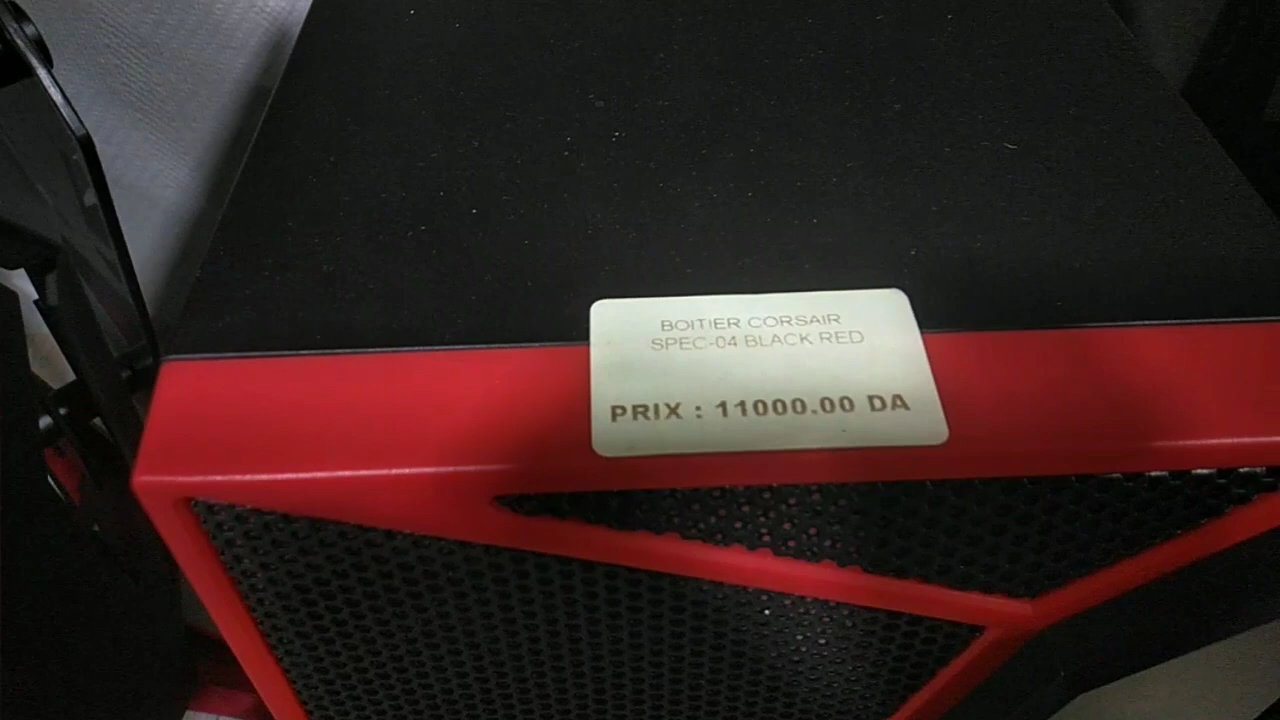 BOITIER CORSAIR
SPEC-04 BLACK RED
PRIX : 11000.00 DA